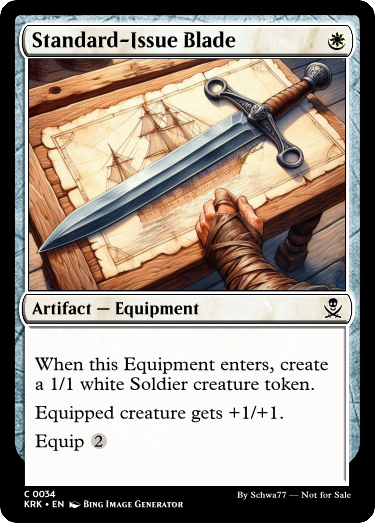 Standard-Issue Blade
Artifact — Equipment
When this Equipment enters, create
a 1/1 white Soldier creature token.
Equipped creature gets +1/+1.
Equip 2
C 0034
KRK • EN Bing Image Generator
By Schwa77 — Not for Sale